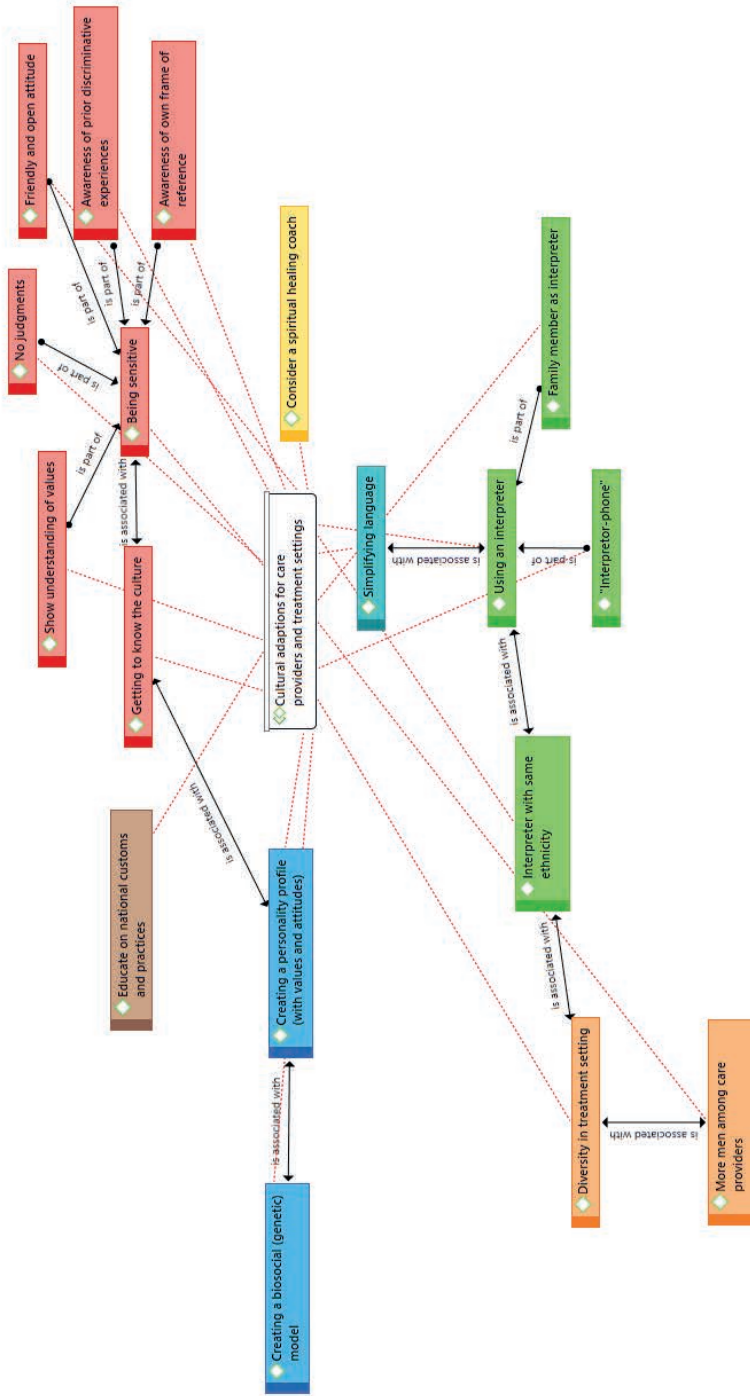 Show understanding of values
No judgments
Friendly and open attitude
is part of
is part of
is part of
Awareness of prior discriminative
experiences
is part of
is part of
Awareness of own frame of
reference
Educate on national customs
and practices
Getting to know the culture
is associated with
Being sensitive
is associated with
Creating a biosocial (genetic)
model
is associated with
Creating a personality profile
(with values and attitudes)
Cultural adaptions for care
providers and treatment settings
Consider a spiritual healing coach
Simplifying language
is associated with
Using an interpreter
is part of
Family member as interpreter
is associated with
Interpreter with same
ethnicity
is part of
"Interpretor-phone"
is associated with
Diversity in treatment setting
is associated with
More men among care
providers